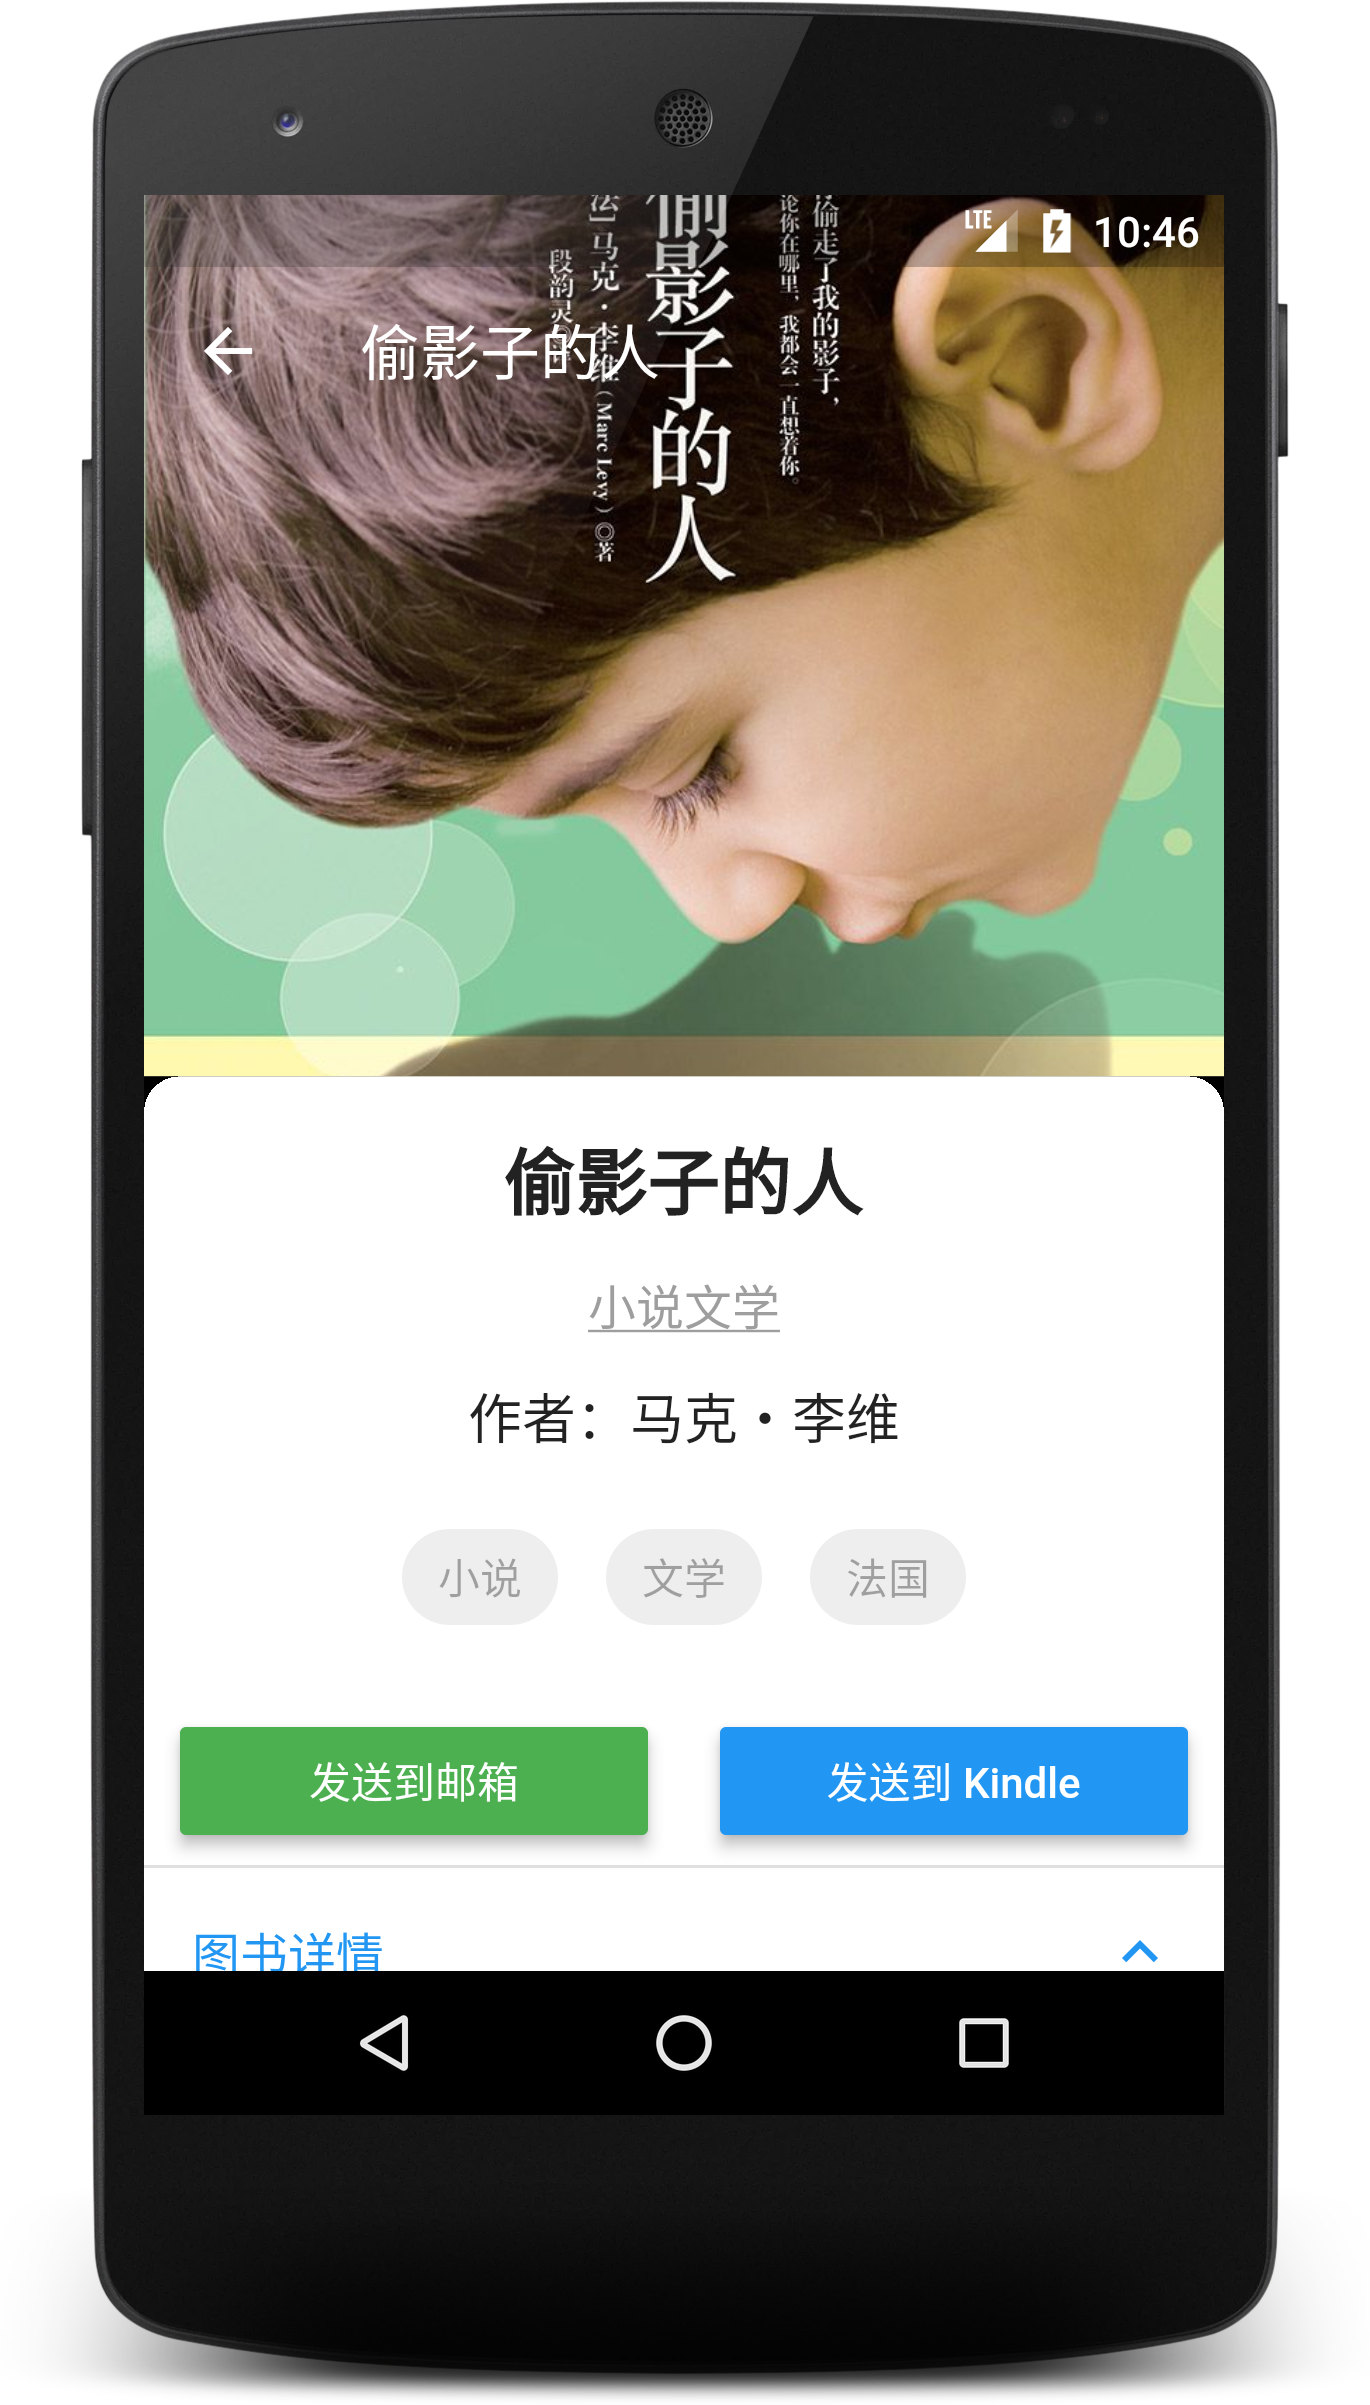 LTE 10:46
偷影子的人
偷走了我的影子，
论你在哪里，我都会一直想着你。
偷影子的人
法］马克·李维（Marc Levy）◎著
段韵灵
偷影子的人
小说文学
作者：马克·李维
小说 文学 法国
发送到邮箱 发送到 Kindle
图书详情